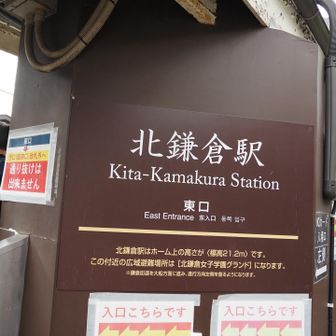 北鎌倉駅
Kita-Kamakura Station
東口
East Entrance 东入口 동쪽 입구
北鎌倉駅はホーム上の高さが〈標高21.2m〉です。
この付近の広域避難場所は「北鎌倉女子学園グランド」になります。
東口
通り抜けは
出来ません
入口こちらです
入口こちらです